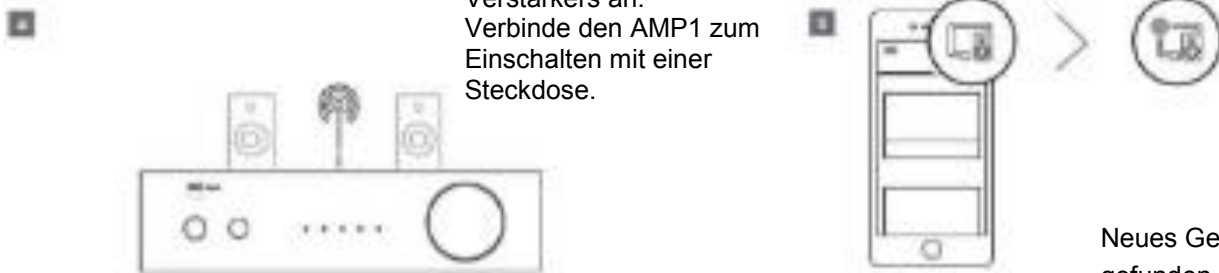 Verstärkers an.
Verbinde den AMP1 zum
Einschalten mit einer
Steckdose.
Neues Ge
gefunden